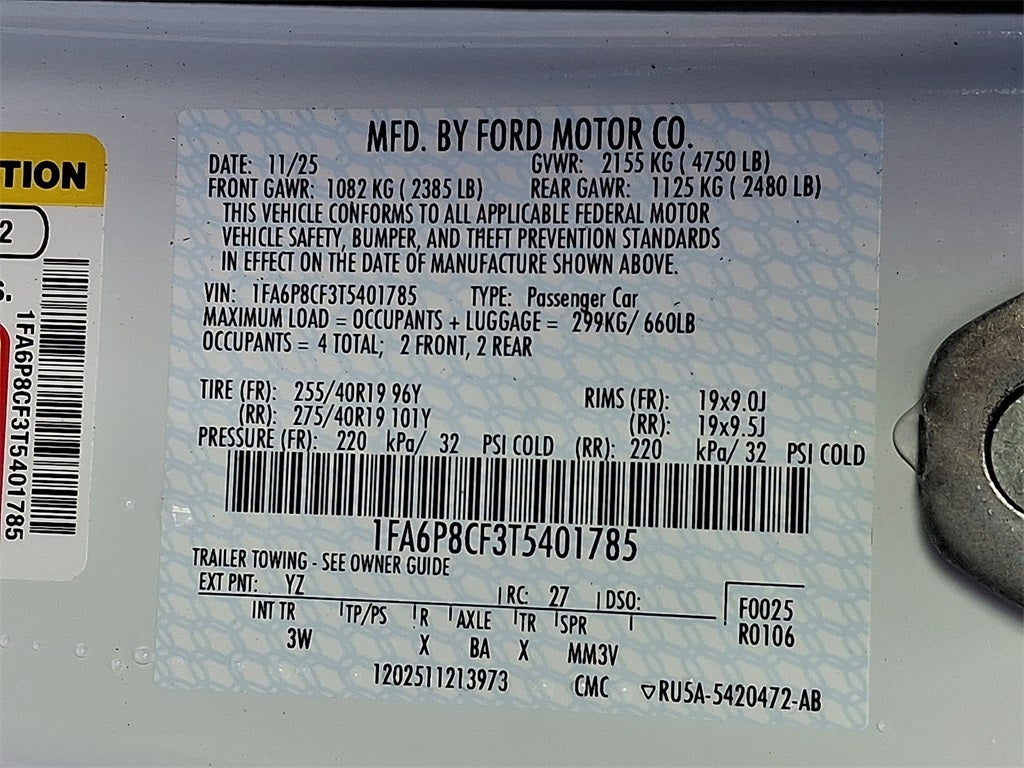 TION
2
1FA6P8CF3T5401785
MFD. BY FORD MOTOR CO.
DATE: 11/25 GVWR: 2155 KG ( 4750 LB)
FRONT GAWR: 1082 KG ( 2385 LB) REAR GAWR: 1125 KG ( 2480 LB)
THIS VEHICLE CONFORMS TO ALL APPLICABLE FEDERAL MOTOR
VEHICLE SAFETY, BUMPER, AND THEFT PREVENTION STANDARDS
IN EFFECT ON THE DATE OF MANUFACTURE SHOWN ABOVE.
VIN: 1FA6P8CF3T5401785 TYPE: Passenger Car
MAXIMUM LOAD = OCCUPANTS + LUGGAGE = 299KG/ 660LB
OCCUPANTS = 4 TOTAL; 2 FRONT, 2 REAR
TIRE (FR): 255/40R19 96Y RIMS (FR): 19x9.0J
(RR): 275/40R19 101Y (RR): 19x9.5J
PRESSURE (FR): 220 kPa/ 32 PSI COLD (RR): 220 kPa/ 32 PSI COLD
1FA6P8CF3T5401785
TRAILER TOWING - SEE OWNER GUIDE
EXT PNT: YZ RC: 27 DSO: F0025
INT TR TP/PS R AXLE TR SPR R0106
3W X BA X MM3V
1202511213973 CMC ▽RU5A-5420472-AB